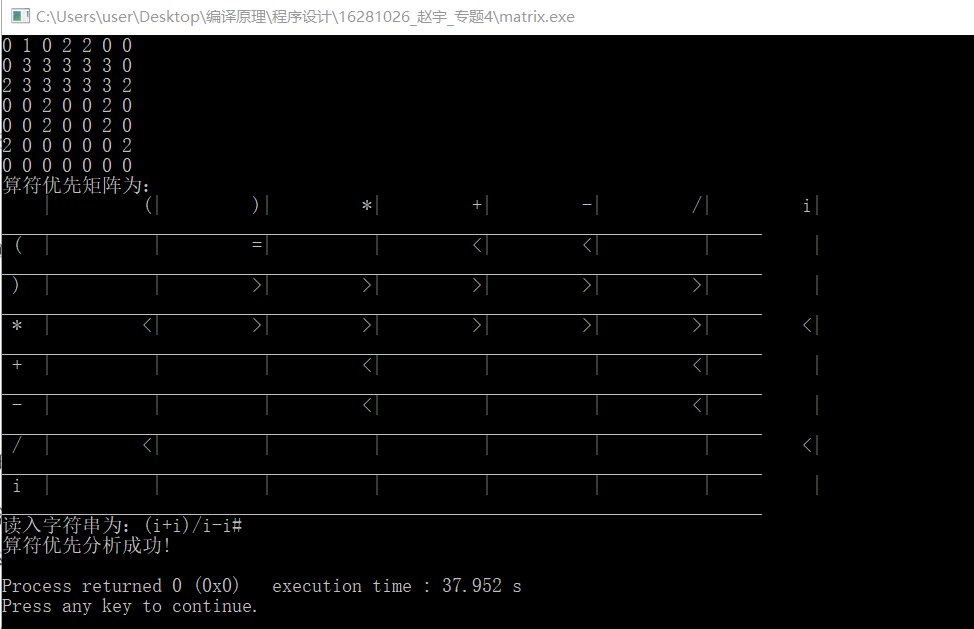 C:\Users\user\Desktop\编译原理\程序设计\16281026_赵宇_专题4\matrix.exe
0 1 0 2 2 0 0
0 3 3 3 3 3 0
2 3 3 3 3 3 2
0 0 2 0 0 2 0
0 0 2 0 0 2 0
2 0 0 0 0 0 2
0 0 0 0 0 0 0
算符优先矩阵为:
| (| )| *| +| -| /| i|
( | | =| | <| <| | |
) | | >| >| >| >| >| |
* | <| >| >| >| >| >| <|
+ | | | <| | | <| |
- | | | <| | | <| |
/ | <| | | | | | <|
i | | | | | | | |
读入字符串为: (i+i)/i-i#
算符优先分析成功!
Process returned 0 (0x0) execution time : 37.952 s
Press any key to continue.